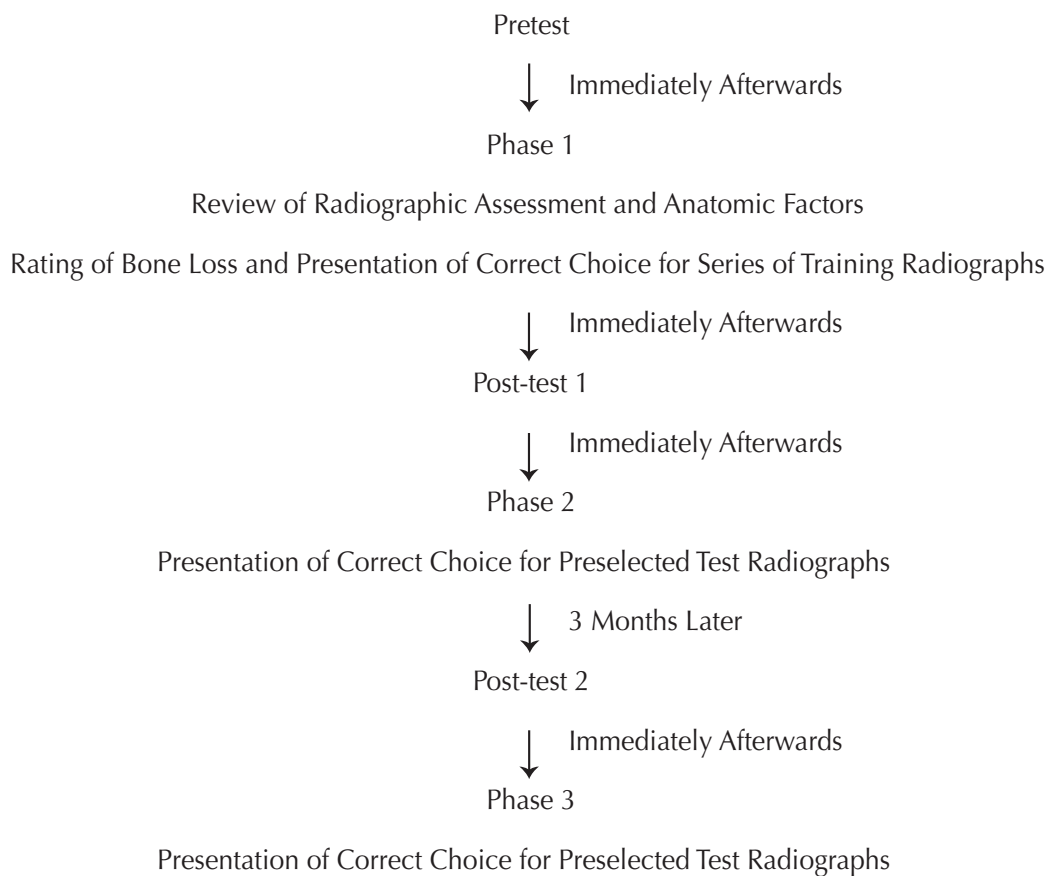 Pretest
Immediately Afterwards
Phase 1
Review of Radiographic Assessment and Anatomic Factors
Rating of Bone Loss and Presentation of Correct Choice for Series of Training Radiographs
Immediately Afterwards
Post-test 1
Immediately Afterwards
Phase 2
Presentation of Correct Choice for Preselected Test Radiographs
3 Months Later
Post-test 2
Immediately Afterwards
Phase 3
Presentation of Correct Choice for Preselected Test Radiographs